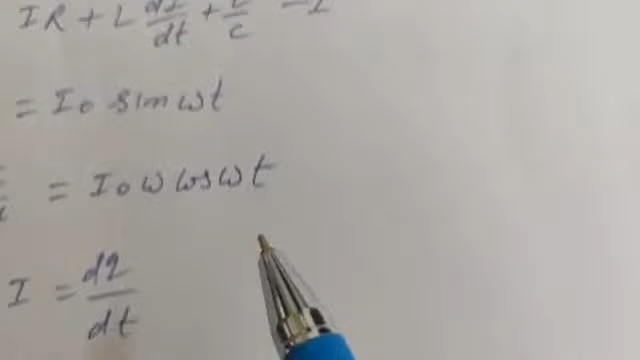 IR + L dI/dt + /c =
= I₀ sin ωt
= I₀ ω cos ωt
I = dq/dt